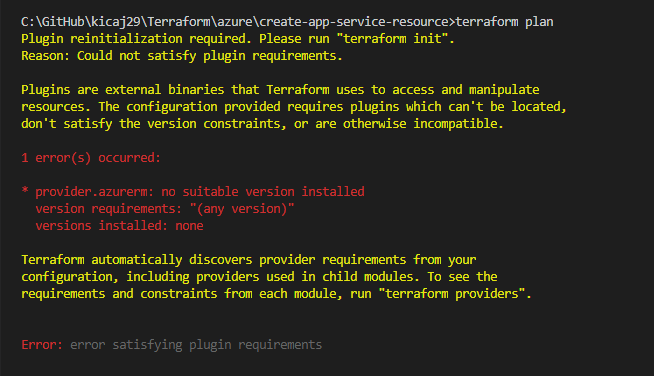 C:\GitHub\kicaj29\Terraform\azure\create-app-service-resource>terraform plan
Plugin reinitialization required. Please run "terraform init".
Reason: Could not satisfy plugin requirements.
Plugins are external binaries that Terraform uses to access and manipulate
resources. The configuration provided requires plugins which can't be located,
don't satisfy the version constraints, or are otherwise incompatible.
1 error(s) occurred:
* provider.azurerm: no suitable version installed
version requirements: "(any version)"
versions installed: none
Terraform automatically discovers provider requirements from your
configuration, including providers used in child modules. To see the
requirements and constraints from each module, run "terraform providers".
Error: error satisfying plugin requirements